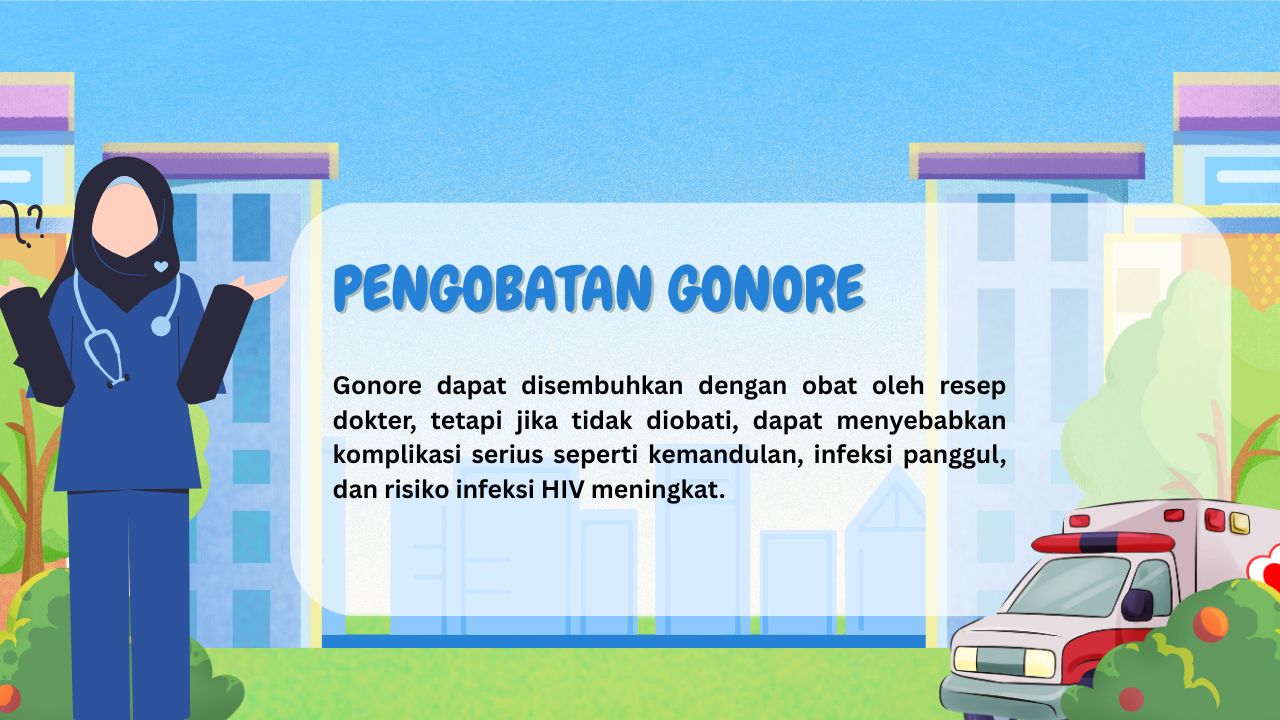 PENGOBATAN GONORE
Gonore dapat disembuhkan dengan obat oleh resep
dokter, tetapi jika tidak diobati, dapat menyebabkan
komplikasi serius seperti kemandulan, infeksi panggul,
dan risiko infeksi HIV meningkat.
??